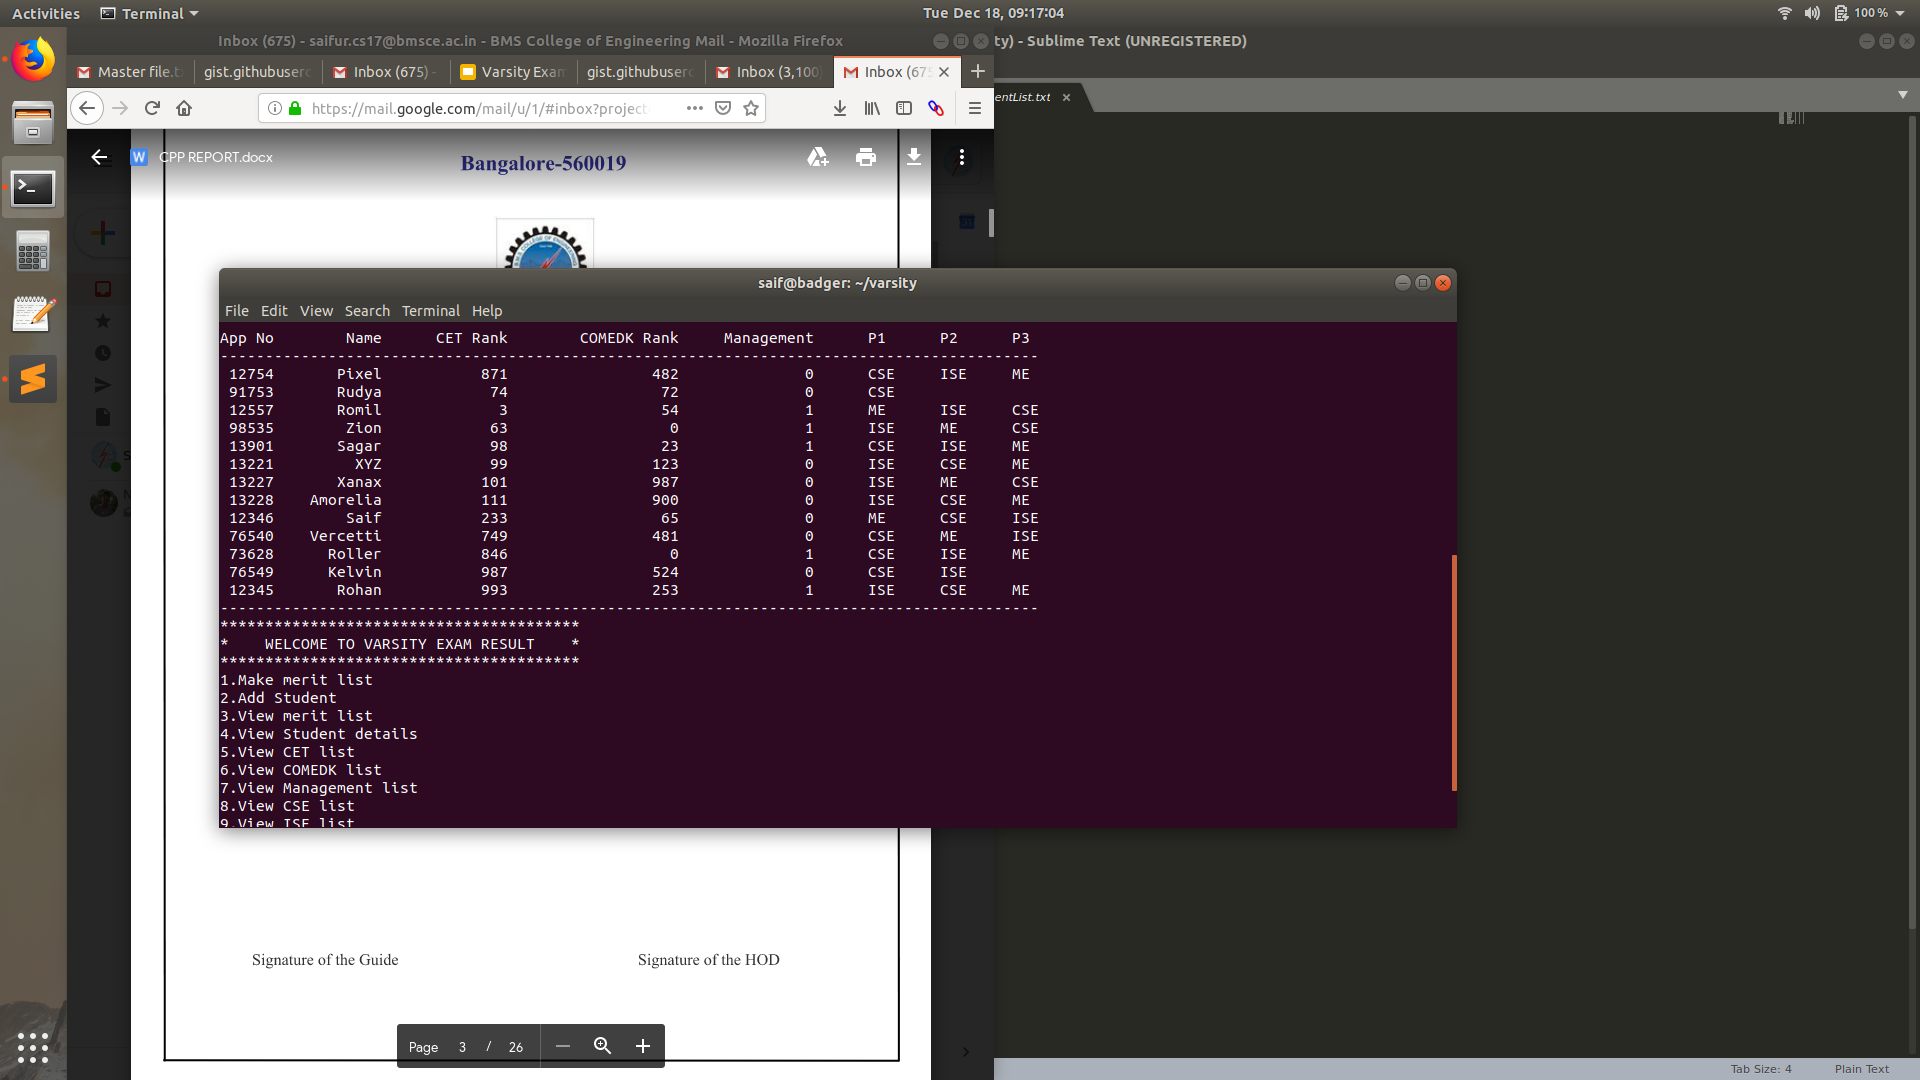 Activities
Terminal
Tue Dec 18, 09:17:04
100 %
Inbox (675) - saifur.cs17@bmsce.ac.in - BMS College of Engineering Mail - Mozilla Firefox
ty) - Sublime Text (UNREGISTERED)
Master file.t
gist.githubuserc
Inbox (675) -
Varsity Exam
gist.githubuserc
Inbox (3,100)
Inbox (675
entList.txt
https://mail.google.com/mail/u/1/#inbox?project
W CPP REPORT.docx
Bangalore-560019
saif@badger: ~/varsity
File Edit View Search Terminal Help
App No Name CET Rank COMEDK Rank Management P1 P2 P3
-------------------------------------------------------------------------------------------
12754 Pixel 871 482 0 CSE ISE ME
91753 Rudya 74 72 0 CSE
12557 Romil 3 54 1 ME ISE CSE
98535 Zion 63 0 1 ISE ME CSE
13901 Sagar 98 23 1 CSE ISE ME
13221 XYZ 99 123 0 ISE CSE ME
13227 Xanax 101 987 0 ISE ME CSE
13228 Amorelia 111 900 0 ISE CSE ME
12346 Saif 233 65 0 ME CSE ISE
76540 Vercetti 749 481 0 CSE ME ISE
73628 Roller 846 0 1 CSE ISE ME
76549 Kelvin 987 524 0 CSE ISE
12345 Rohan 993 253 1 ISE CSE ME
-------------------------------------------------------------------------------------------
****************************************
* WELCOME TO VARSITY EXAM RESULT *
****************************************
1.Make merit list
2.Add Student
3.View merit list
4.View Student details
5.View CET list
6.View COMEDK list
7.View Management list
8.View CSE list
9.View ISE list
Signature of the Guide
Signature of the HOD
Page 3 / 26
Tab Size: 4
Plain Text